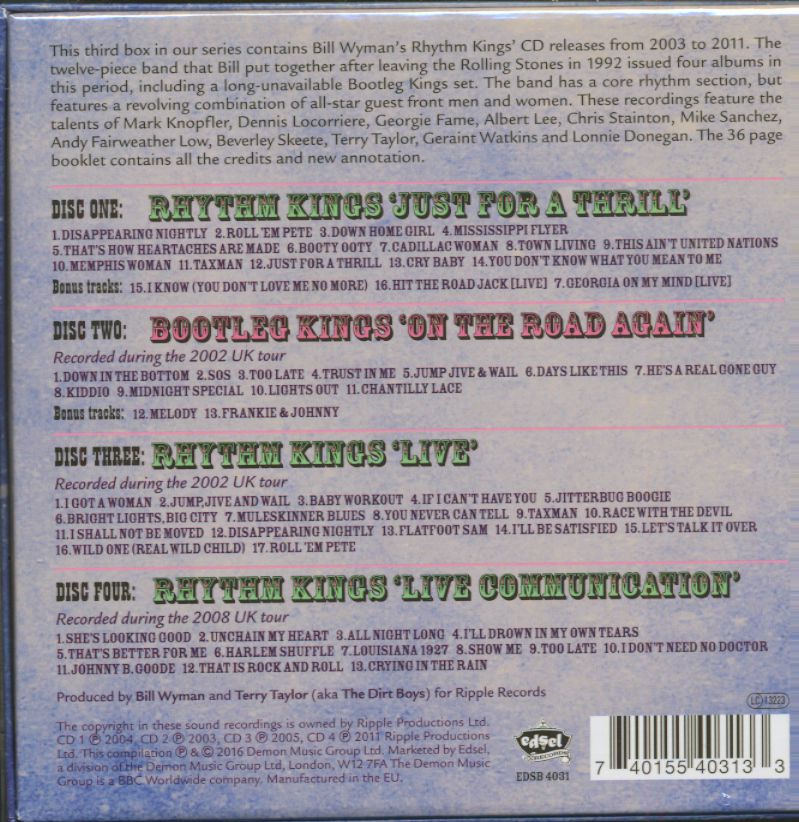 This third box in our series contains Bill Wyman's Rhythm Kings' CD releases from 2003 to 2011. The
twelve-piece band that Bill put together after leaving the Rolling Stones in 1992 issued four albums in
this period, including a long-unavailable Bootleg Kings set. The band has a core rhythm section, but
features a revolving combination of all-star guest front men and women. These recordings feature the
talents of Mark Knopfler, Dennis Locorriere, Georgie Fame, Albert Lee, Chris Stainton, Mike Sanchez,
Andy Fairweather Low, Beverley Skeete, Terry Taylor, Geraint Watkins and Lonnie Donegan. The 36 page
booklet contains all the credits and new annotation.
DISC ONE: RHYTHM KINGS 'JUST FOR A THRILL'
1.DISAPPEARING NIGHTLY 2.ROLL 'EM PETE 3.DOWN HOME GIRL 4.MISSISSIPPI FLYER
5.THAT'S HOW HEARTACHES ARE MADE 6.BOOTY OOTY 7.CADILLAC WOMAN 8.TOWN LIVING 9.THIS AIN'T UNITED NATIONS
10.MEMPHIS WOMAN 11.TAXMAN 12.JUST FOR A THRILL 13.CRY BABY 14.YOU DON'T KNOW WHAT YOU MEAN TO ME
Bonus tracks: 15.I KNOW (YOU DON'T LOVE ME NO MORE) 16.HIT THE ROAD JACK [LIVE] 7.GEORGIA ON MY MIND [LIVE]
DISC TWO: BOOTLEG KINGS 'ON THE ROAD AGAIN'
Recorded during the 2002 UK tour
1.DOWN IN THE BOTTOM 2.SOS 3.TOO LATE 4.TRUST IN ME 5.JUMP JIVE & WAIL 6.DAYS LIKE THIS 7.HE'S A REAL GONE GUY
8.KIDDIO 9.MIDNIGHT SPECIAL 10.LIGHTS OUT 11.CHANTILLY LACE
Bonus tracks: 12.MELODY 13.FRANKIE & JOHNNY
DISC THREE: RHYTHM KINGS 'LIVE'
Recorded during the 2002 UK tour
1.I GOT A WOMAN 2.JUMP,JIVE AND WAIL 3.BABY WORKOUT 4.IF I CAN'T HAVE YOU 5.JITTERBUG BOOGIE
6.BRIGHT LIGHTS,BIG CITY 7.MULESKINNER BLUES 8.YOU NEVER CAN TELL 9.TAXMAN 10.RACE WITH THE DEVIL
11.I SHALL NOT BE MOVED 12.DISAPPEARING NIGHTLY 13.FLATFOOT SAM 14.I'LL BE SATISFIED 15.LET'S TALK IT OVER
16.WILD ONE (REAL WILD CHILD) 17.ROLL 'EM PETE
DISC FOUR: RHYTHM KINGS 'LIVE COMMUNICATION'
Recorded during the 2008 UK tour
1.SHE'S LOOKING GOOD 2.UNCHAIN MY HEART 3.ALL NIGHT LONG 4.I'LL DROWN IN MY OWN TEARS
5.THAT'S BETTER FOR ME 6.HARLEM SHUFFLE 7.LOUISIANA 1927 8.SHOW ME 9.TOO LATE 10.I DON'T NEED NO DOCTOR
11.JOHNNY B.GOODE 12.THAT IS ROCK AND ROLL 13.CRYING IN THE RAIN
Produced by Bill Wyman and Terry Taylor (aka The Dirt Boys) for Ripple Records
LC 13223
The copyright in these sound recordings is owned by Ripple Productions Ltd.
CD 1 ℗ 2004, CD 2 ℗ 2003, CD 3 ℗ 2005, CD 4 ℗ 2011 Ripple Productions
Ltd. This compilation ℗ & © 2016 Demon Music Group Ltd. Marketed by Edsel,
a division of the Demon Music Group Ltd, London, W12 7FA The Demon Music
Group is a BBC Worldwide company. Manufactured in the EU.
edsel
RECORDS
EDSB 4031
7 40155 40313 3